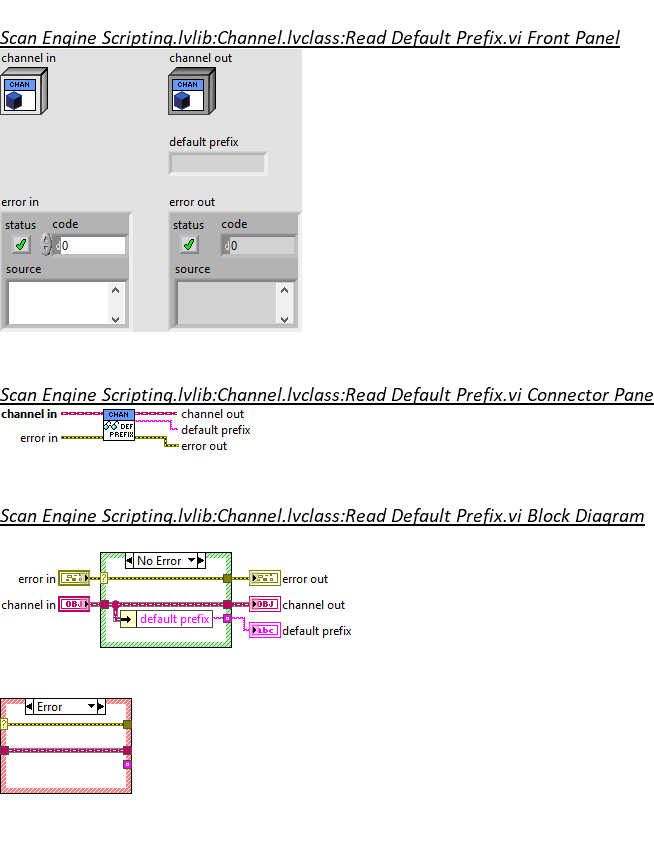 Scan Engine Scripting.lvlib:Channel.lvclass:Read Default Prefix.vi Front Panel
channel in channel out
CHAN CHAN
default prefix
error in error out
status code status code
d 0 d 0
source source
Scan Engine Scripting.lvlib:Channel.lvclass:Read Default Prefix.vi Connector Pane
channel in CHAN channel out
DEF default prefix
error in PREFIX error out
Scan Engine Scripting.lvlib:Channel.lvclass:Read Default Prefix.vi Block Diagram
No Error
error in ? error out
channel in OBJ OBJ channel out
default prefix abc default prefix
Error
?